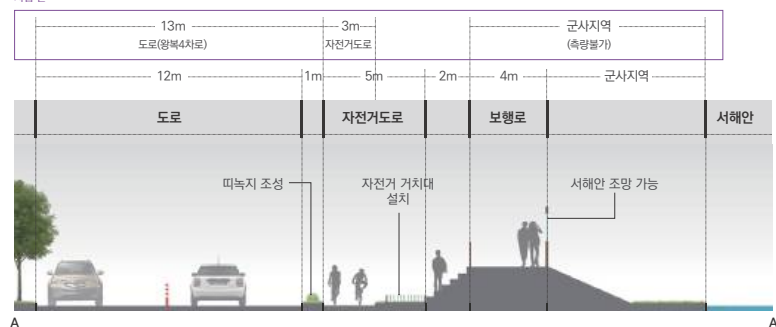 13m
3m
군사지역
도로(왕복4차로)
자전거도로
(측량불가)
12m
1m
5m
2m
4m
군사지역
도로
자전거도로
보행로
서해안
띠녹지 조성
자전거 거치대
설치
서해안 조망 가능
A
A